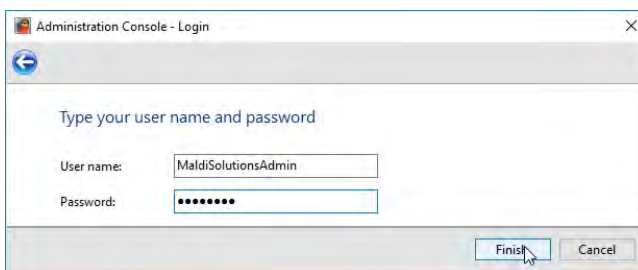 Administration Console - Login
Type your user name and password
User name: MaldiSolutionsAdmin
Password: ••••••••
Finish Cancel